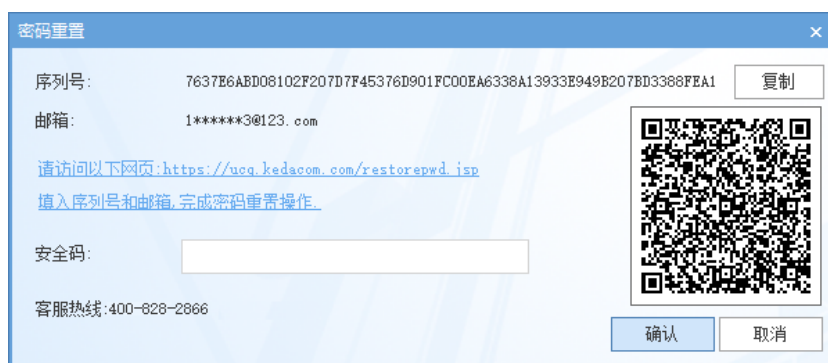 密码重置
序列号: 7637E6ABD08102F207D7F45376D901FC00EA6338A13933E949B207BD3388FEA1 复制
邮箱: 1******3@123.com
请访问以下网页:https://ucq.kedacom.com/restorepwd.jsp
填入序列号和邮箱,完成密码重置操作.
安全码:
客服热线:400-828-2866
确认 取消